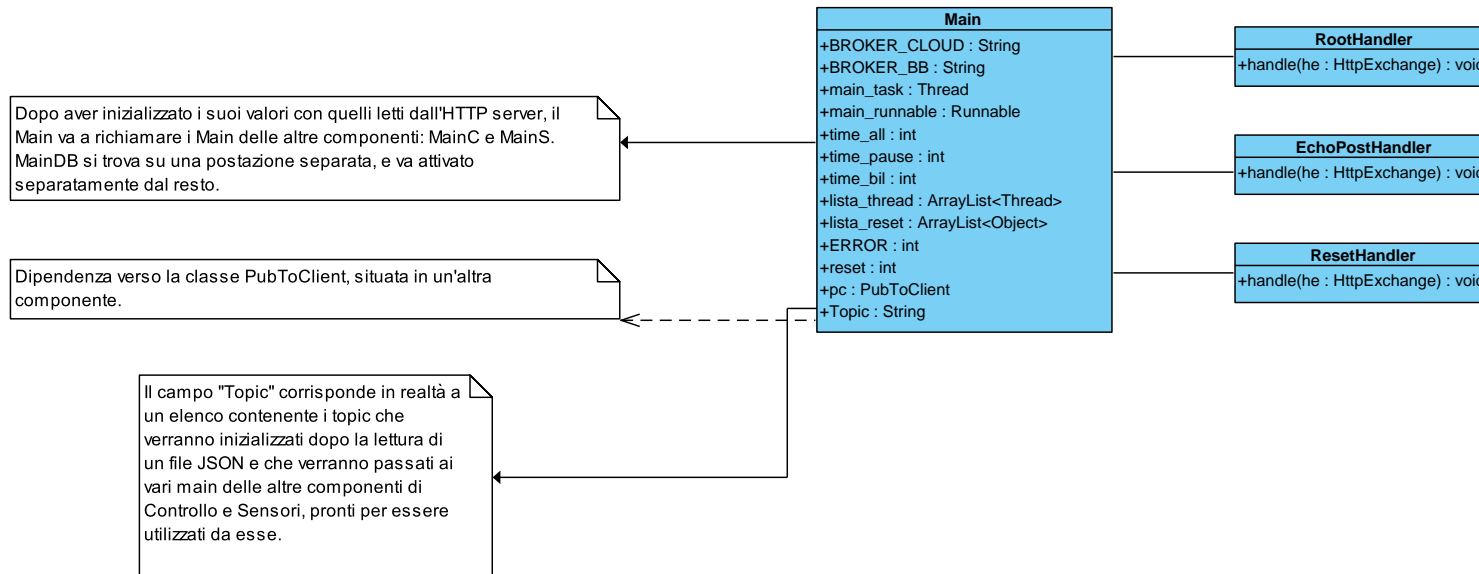 Main
+BROKER_CLOUD : String
+BROKER_BB : String
+main_task : Thread
+main_runnable : Runnable
+time_all : int
+time_pause : int
+time_bil : int
+lista_thread : ArrayList<Thread>
+lista_reset : ArrayList<Object>
+ERROR : int
+reset : int
+pc : PubToClient
+Topic : String
RootHandler
+handle(he : HttpExchange) : void
EchoPostHandler
+handle(he : HttpExchange) : void
ResetHandler
+handle(he : HttpExchange) : void
Dopo aver inizializzato i suoi valori con quelli letti dall'HTTP server, il
Main va a richiamare i Main delle altre componenti: MainC e MainS.
MainDB si trova su una postazione separata, e va attivato
separatamente dal resto.
Dipendenza verso la classe PubToClient, situata in un'altra
componente.
Il campo "Topic" corrisponde in realtà a
un elenco contenente i topic che
verranno inizializzati dopo la lettura di
un file JSON e che verranno passati ai
vari main delle altre componenti di
Controllo e Sensori, pronti per essere
utilizzati da esse.